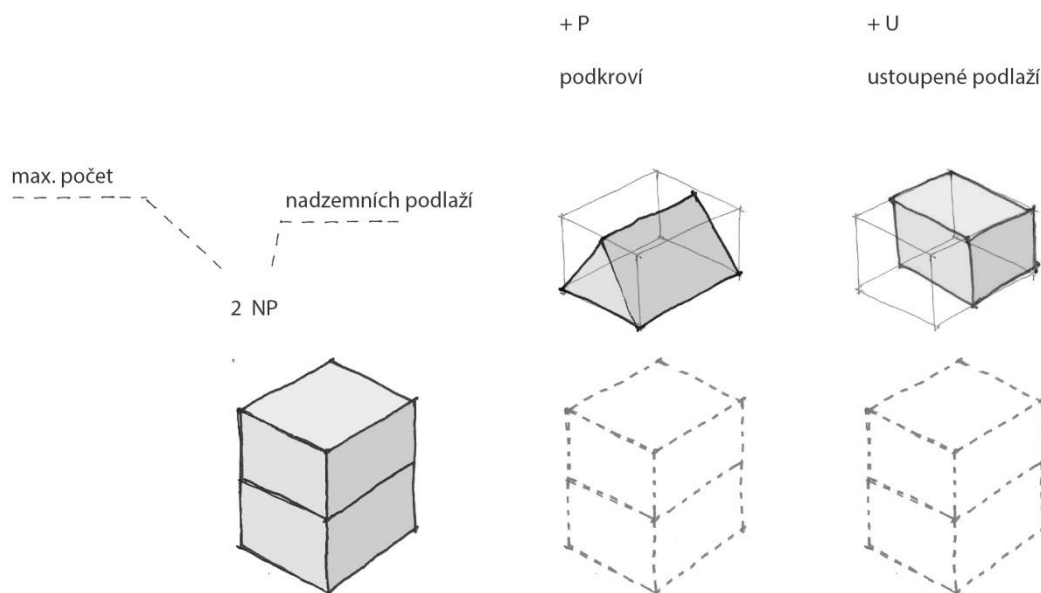 + P
+ U
podkroví
ustoupené podlaží
max. počet
nadzemních podlaží
2 NP